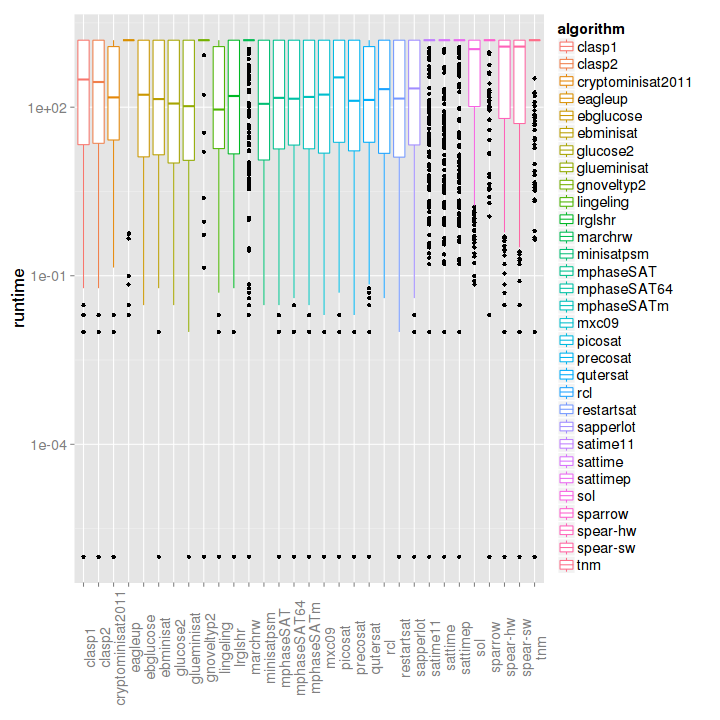 algorithm
clasp1
clasp2
cryptominisat2011
eagleup
ebglucose
ebminisat
glucose2
glueminisat
gnoveltyp2
lingeling
lrglshr
marchrw
minisatpsm
mphaseSAT
mphaseSAT64
mphaseSATm
mxc09
picosat
precosat
qutersat
rcl
restartsat
sapperlot
satime11
sattime
sattimep
sol
sparrow
spear-hw
spear-sw
tnm
runtime
1e+02
1e-01
1e-04
clasp1
clasp2
cryptominisat2011
eagleup
ebglucose
ebminisat
glucose2
glueminisat
gnoveltyp2
lingeling
lrglshr
marchrw
minisatpsm
mphaseSAT
mphaseSAT64
mphaseSATm
mxc09
picosat
precosat
qutersat
rcl
restartsat
sapperlot
satime11
sattime
sattimep
sol
sparrow
spear-hw
spear-sw
tnm